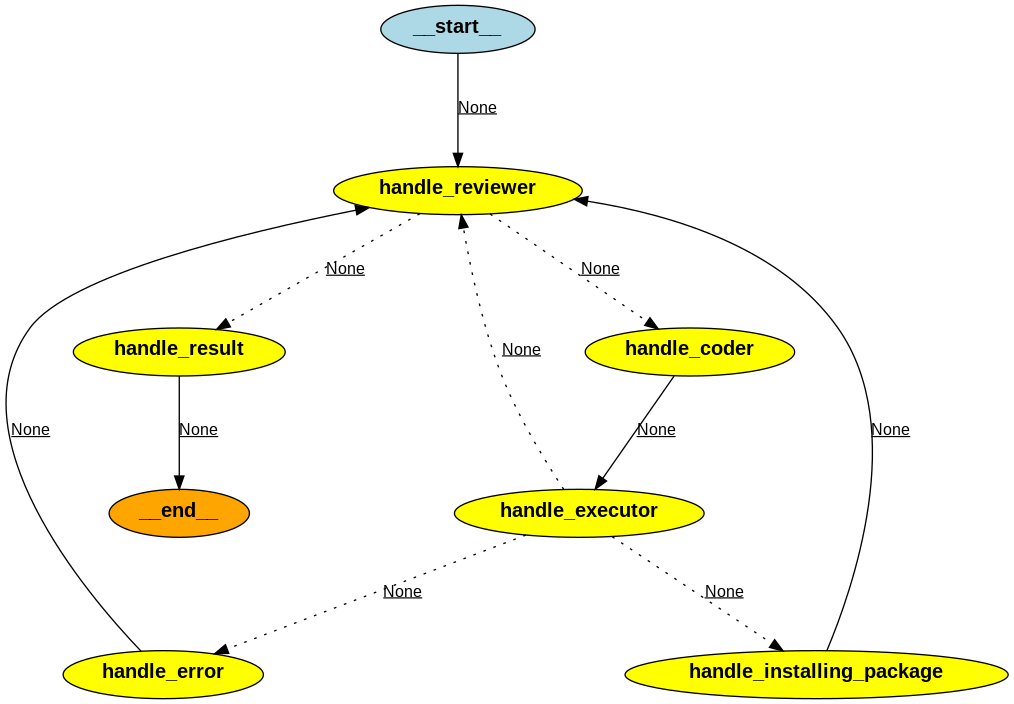 __start__
None
handle_reviewer
None
None
handle_result
None
handle_coder
None
None
None
None
__end__
handle_executor
None
None
handle_error
handle_installing_package